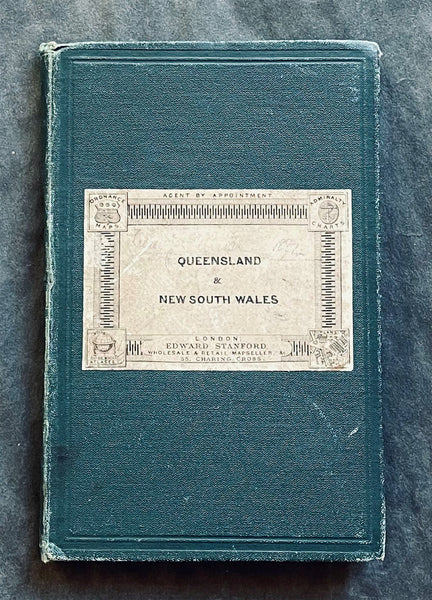 AGENT BY APPOINTMENT
ORDNANCE
MAPS
ADMIRALTY
CHARTS
QUEENSLAND
&
NEW SOUTH WALES
LONDON
EDWARD STANFORD
WHOLESALE & RETAIL MAPSELLER, &c
55, CHARING CROSS.